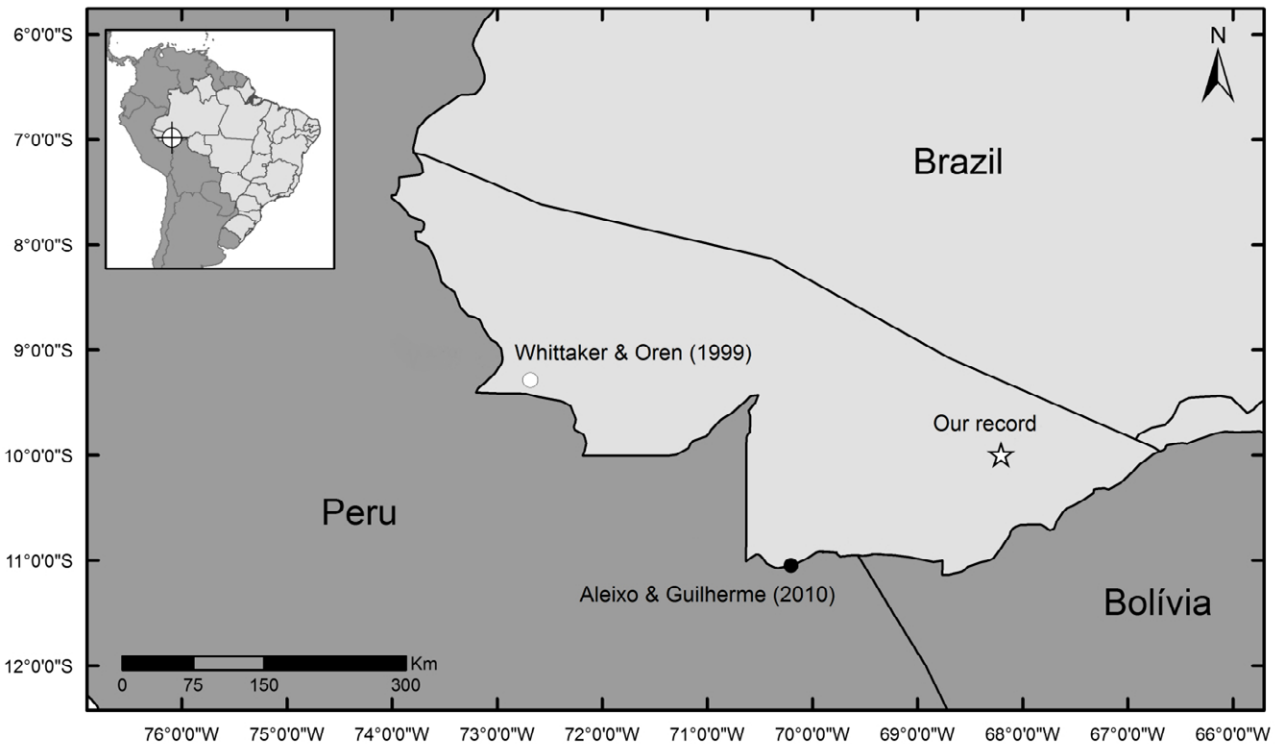 6°0'0"S
7°0'0"S
8°0'0"S
9°0'0"S
10°0'0"S
11°0'0"S
12°0'0"S
N
Brazil
Whittaker & Oren (1999)
Our record
Peru
Aleixo & Guilherme (2010)
Bolívia
Km
0 75 150 300
76°0'0"W 75°0'0"W 74°0'0"W 73°0'0"W 72°0'0"W 71°0'0"W 70°0'0"W 69°0'0"W 68°0'0"W 67°0'0"W 66°0'0"W